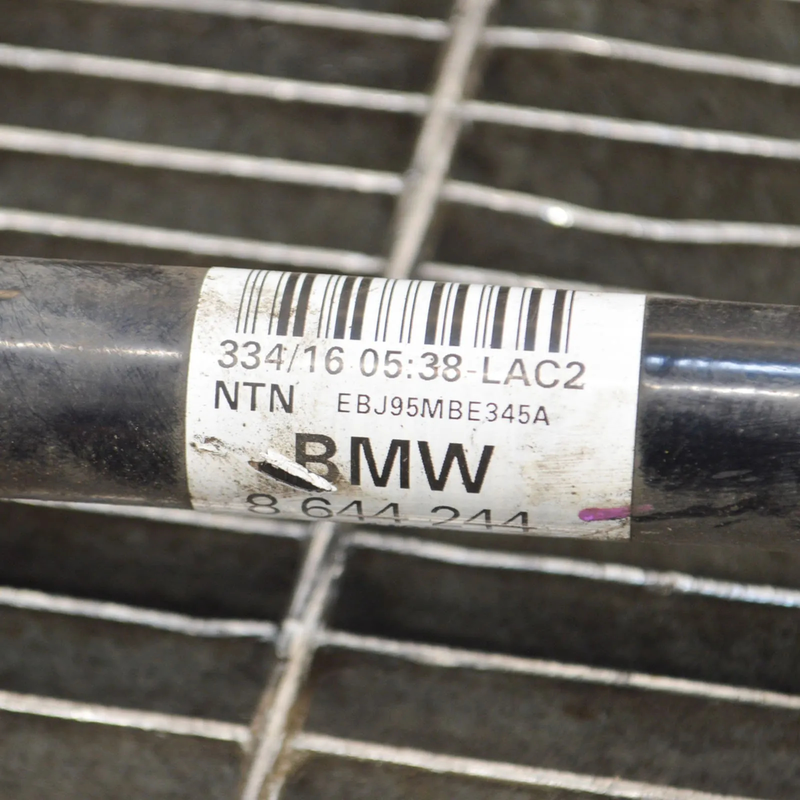 334/16 05:38-LAC2
NTN EBJ95MBE345A
BMW
8 644 244